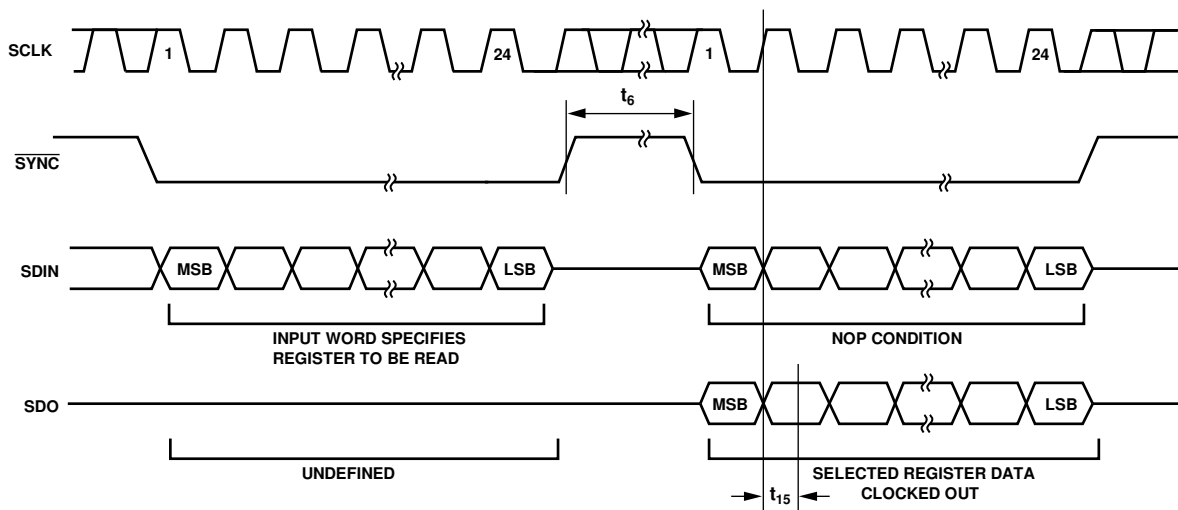 SCLK
1
24
1
24
t6
SYNC
SDIN
MSB
LSB
MSB
LSB
INPUT WORD SPECIFIES
REGISTER TO BE READ
NOP CONDITION
SDO
MSB
LSB
UNDEFINED
SELECTED REGISTER DATA
CLOCKED OUT
t15